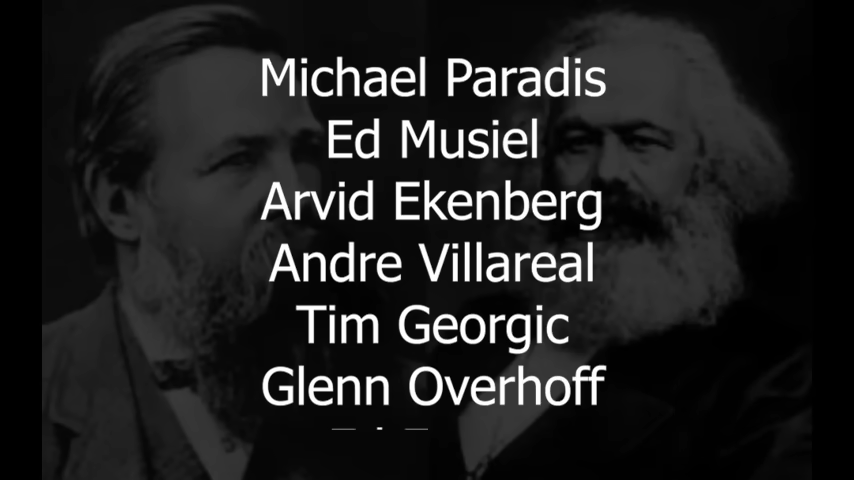 Michael Paradis
Ed Musiel
Arvid Ekenberg
Andre Villareal
Tim Georgic
Glenn Overhoff